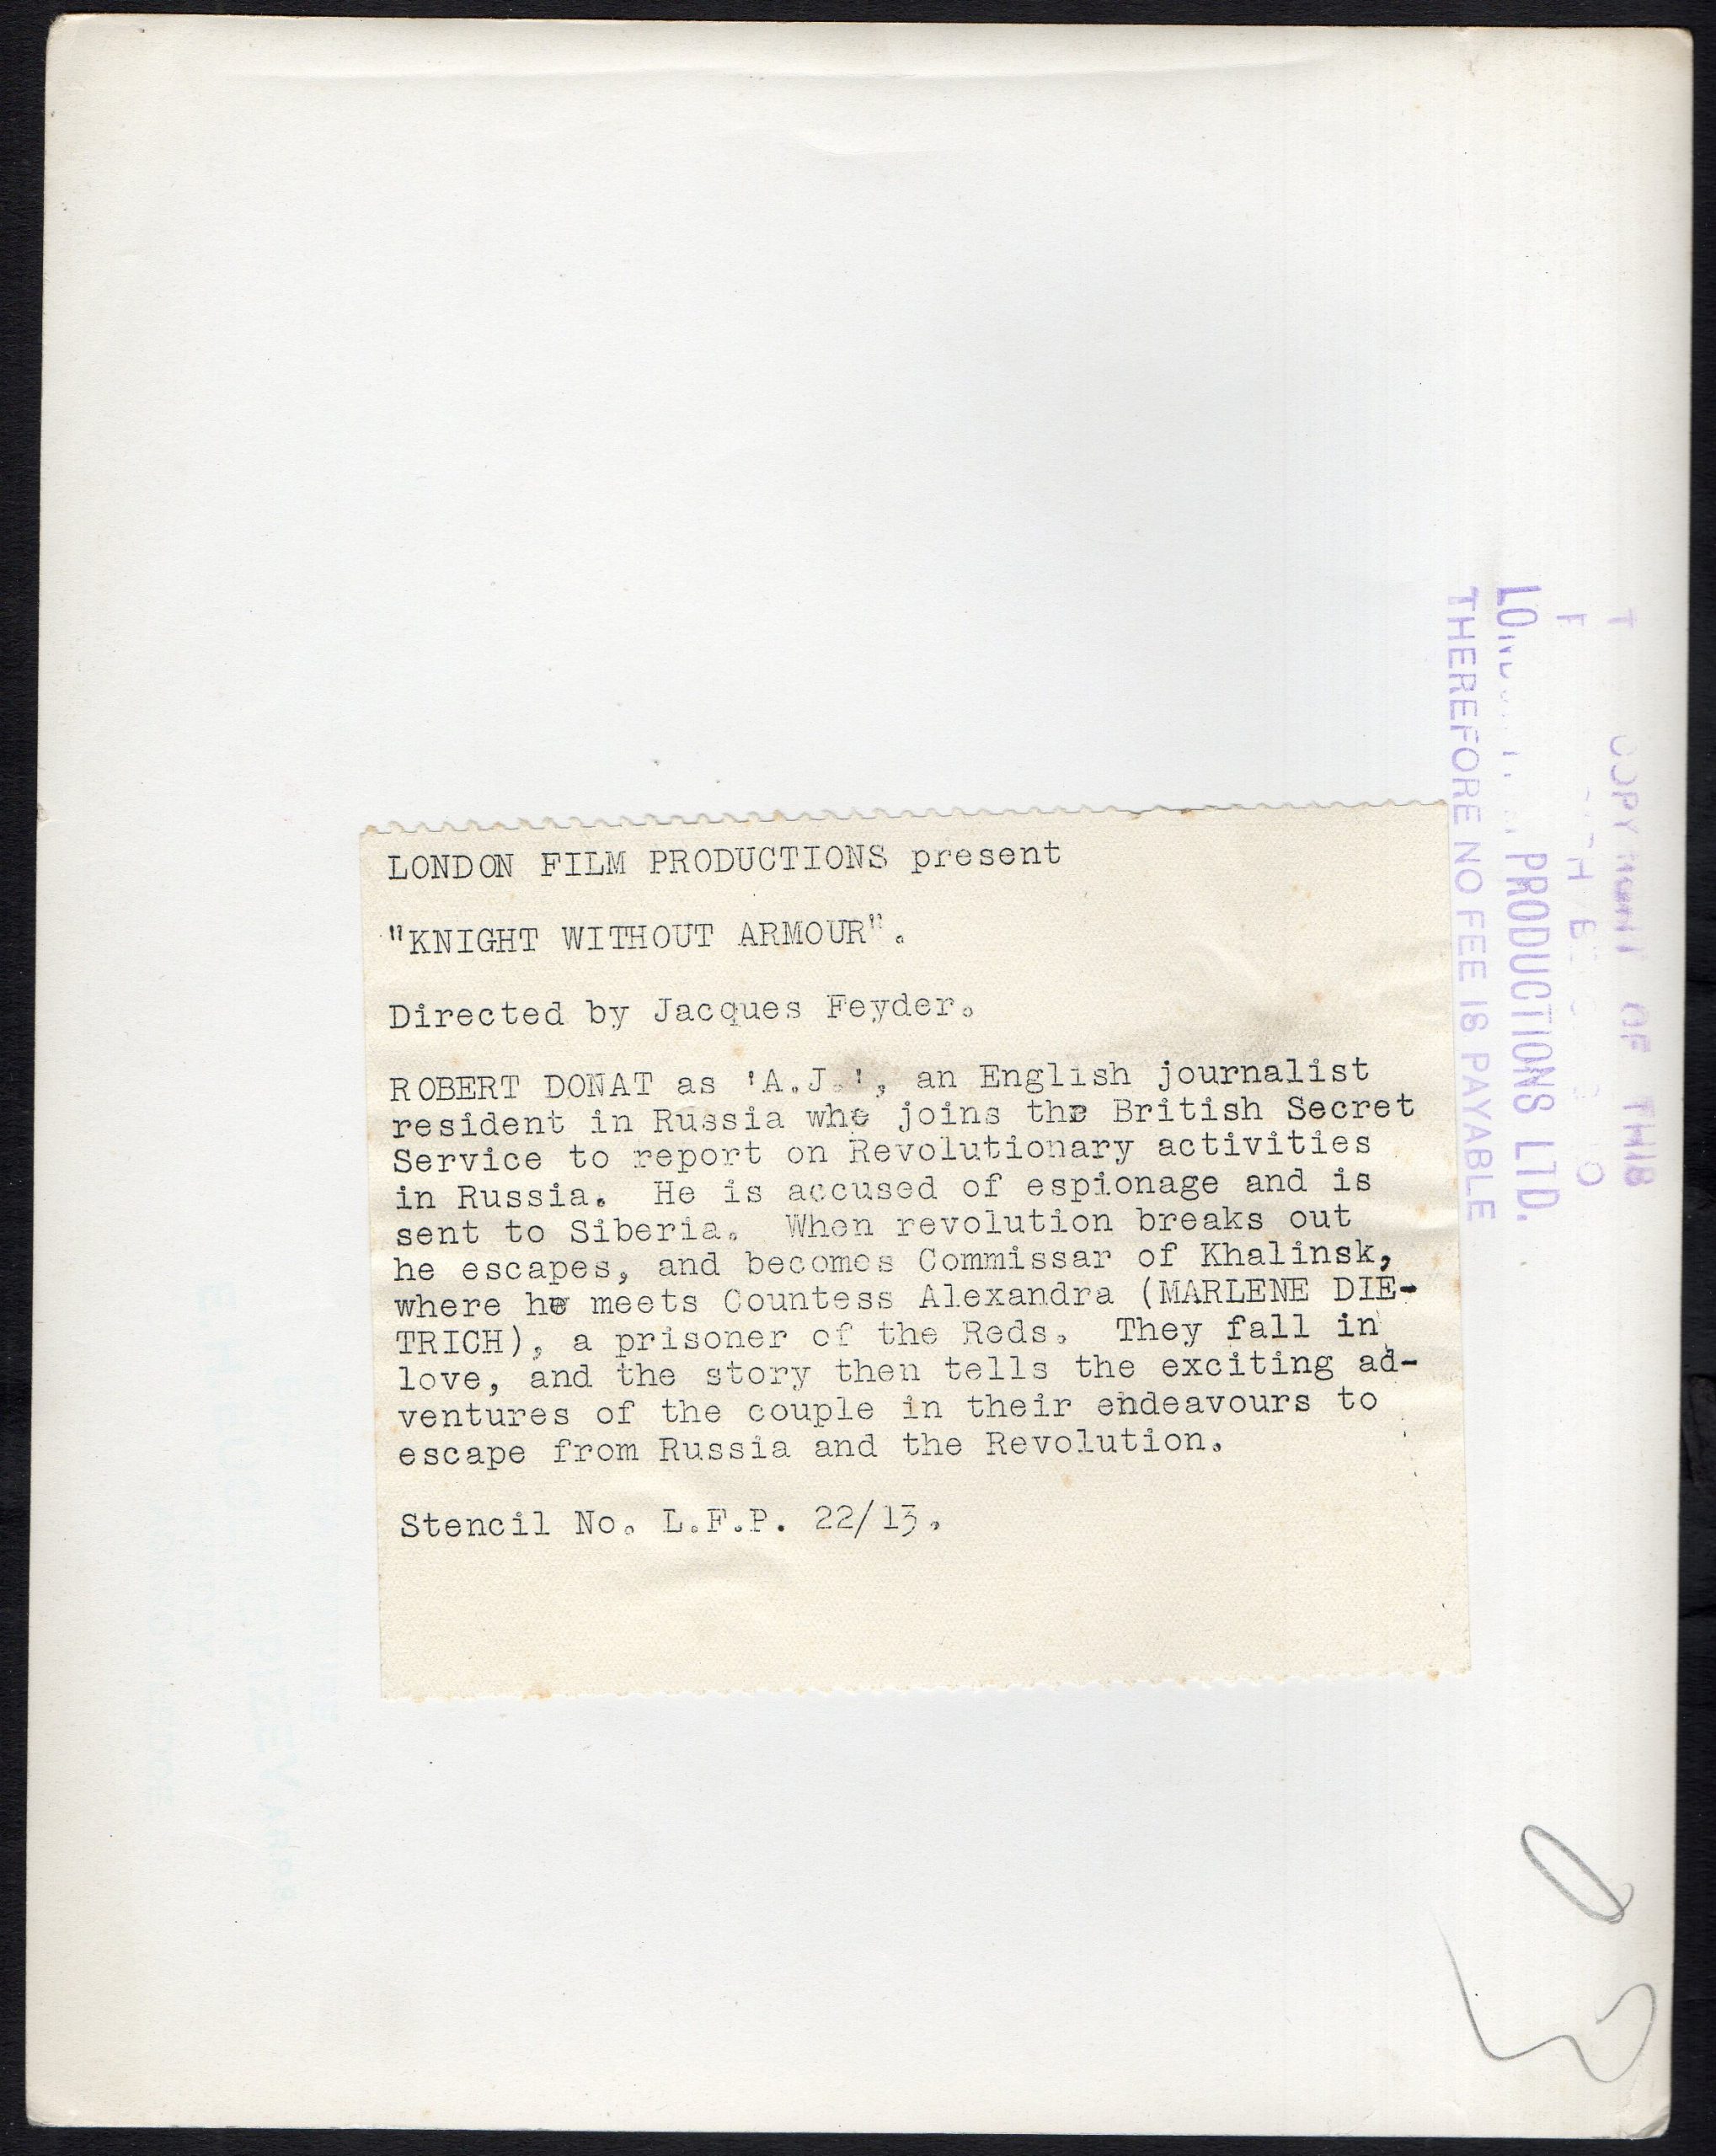 LONDON FILM PRODUCTIONS present
"KNIGHT WITHOUT ARMOUR".
Directed by Jacques Feyder.
ROBERT DONAT as 'A.J.', an English journalist
resident in Russia who joins the British Secret
Service to report on Revolutionary activities
in Russia. He is accused of espionage and is
sent to Siberia. When revolution breaks out
he escapes, and becomes Commissar of Khalinsk,
where he meets Countess Alexandra (MARLENE DIE-
TRICH), a prisoner of the Reds. They fall in
love, and the story then tells the exciting ad-
ventures of the couple in their endeavours to
escape from Russia and the Revolution.
Stencil No. L.F.P. 22/13.
COPYRIGHT OF THIS
LONDON PRODUCTIONS LTD.
THEREFORE NO FEE IS PAYABLE